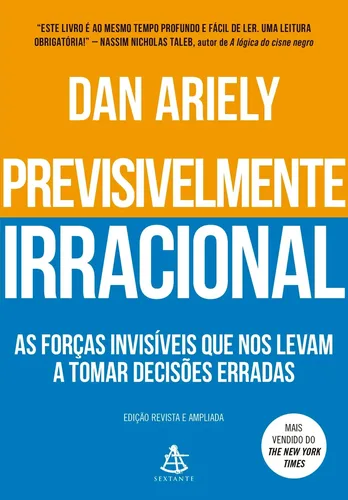 "ESTE LIVRO É AO MESMO TEMPO PROFUNDO E FÁCIL DE LER. UMA LEITURA
OBRIGATÓRIA!" – NASSIM NICHOLAS TALEB, autor de A lógica do cisne negro
DAN ARIELY
PREVISIVELMENTE
IRRACIONAL
AS FORÇAS INVISÍVEIS QUE NOS LEVAM
A TOMAR DECISÕES ERRADAS
EDIÇÃO REVISTA E AMPLIADA
MAIS
VENDIDO DO
THE NEW YORK
TIMES
SEXTANTE